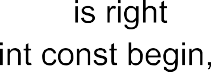 is right
int const begin,